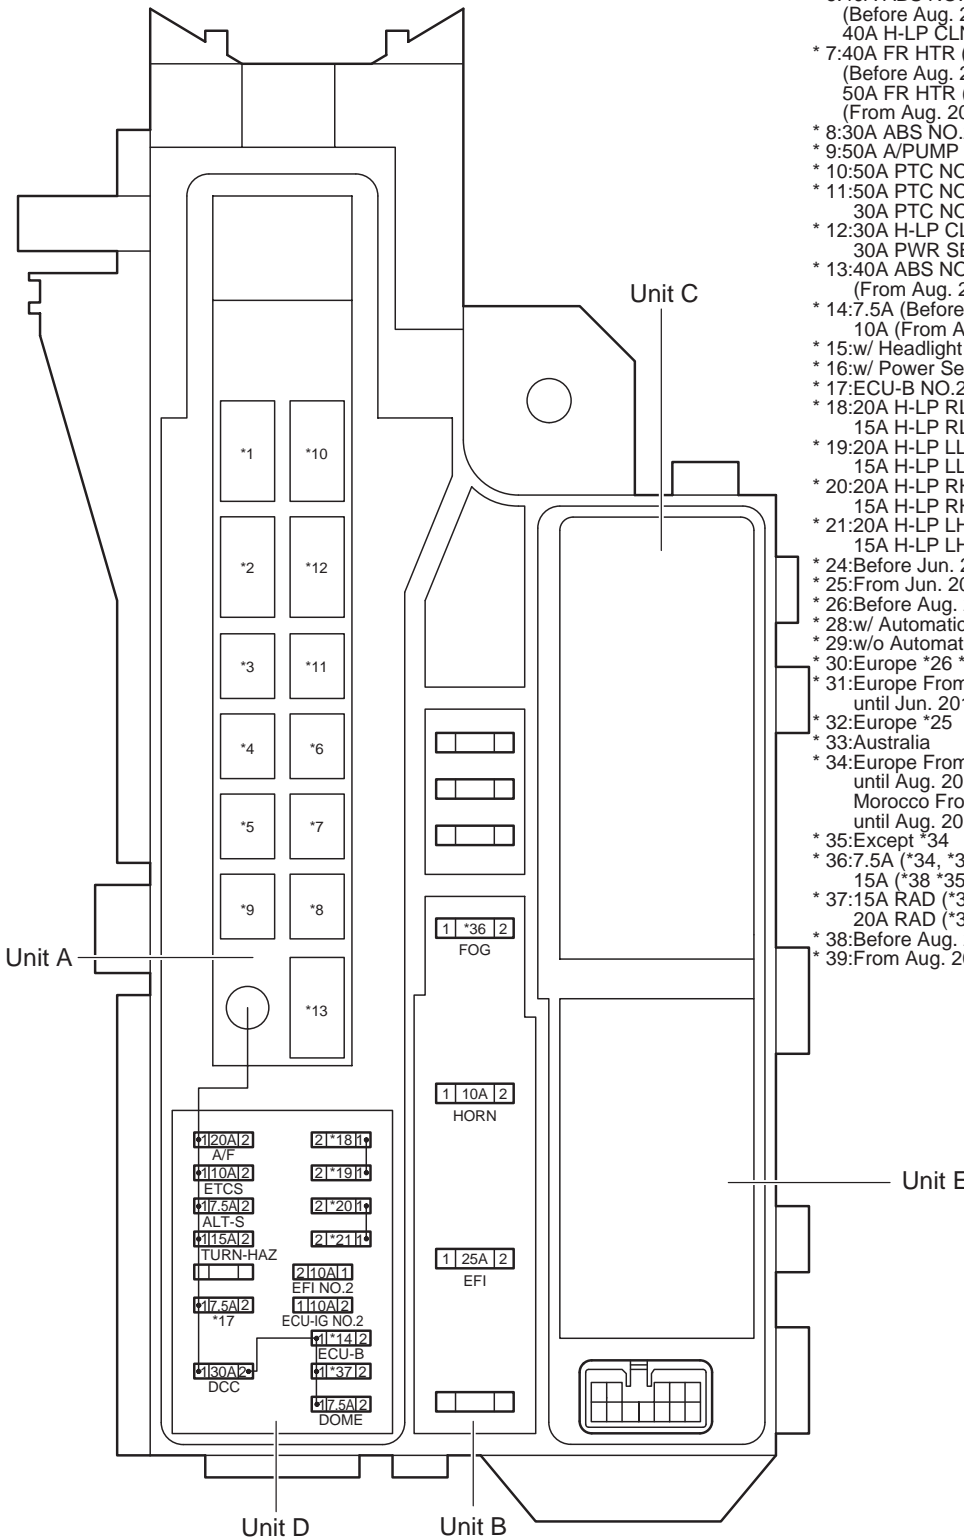 (Before Aug. 2
40A H-LP CLN
* 7:40A FR HTR (
(Before Aug. 2
50A FR HTR (
(From Aug. 20
* 8:30A ABS NO.
* 9:50A A/PUMP
* 10:50A PTC NO
* 11:50A PTC NO
30A PTC NO
* 12:30A H-LP CL
30A PWR SE
* 13:40A ABS NO
(From Aug. 2
* 14:7.5A (Before
10A (From A
* 15:w/ Headlight
* 16:w/ Power Se
* 17:ECU-B NO.2
* 18:20A H-LP RL
15A H-LP RL
* 19:20A H-LP LL
15A H-LP LL
* 20:20A H-LP RH
15A H-LP RH
* 21:20A H-LP LH
15A H-LP LH
* 24:Before Jun. 2
* 25:From Jun. 20
* 26:Before Aug.
* 28:w/ Automatic
* 29:w/o Automat
* 30:Europe *26 *
* 31:Europe From
until Jun. 201
* 32:Europe *25
* 33:Australia
* 34:Europe From
until Aug. 20
Morocco Fro
until Aug. 20
* 35:Except *34
* 36:7.5A (*34, *3
15A (*38 *35
* 37:15A RAD (*3
20A RAD (*3
* 38:Before Aug.
* 39:From Aug. 20
Unit C
*1 *10
*2 *12
*3 *11
*4 *6
*5 *7
*9 *8
*13
Unit A
1 *36 2
FOG
1 10A 2
HORN
1 25A 2
EFI
Unit E
1 20A 2
A/F
1 10A 2
ETCS
1 7.5A 2
ALT-S
1 15A 2
TURN-HAZ
1 7.5A 2
*17
1 30A 2
DCC
2 *18 1
2 *19 1
2 *20 1
2 *21 1
2 10A 1
EFI NO.2
1 10A 2
ECU-IG NO.2
1 *14 2
ECU-B
1 *37 2
1 7.5A 2
DOME
Unit D
Unit B